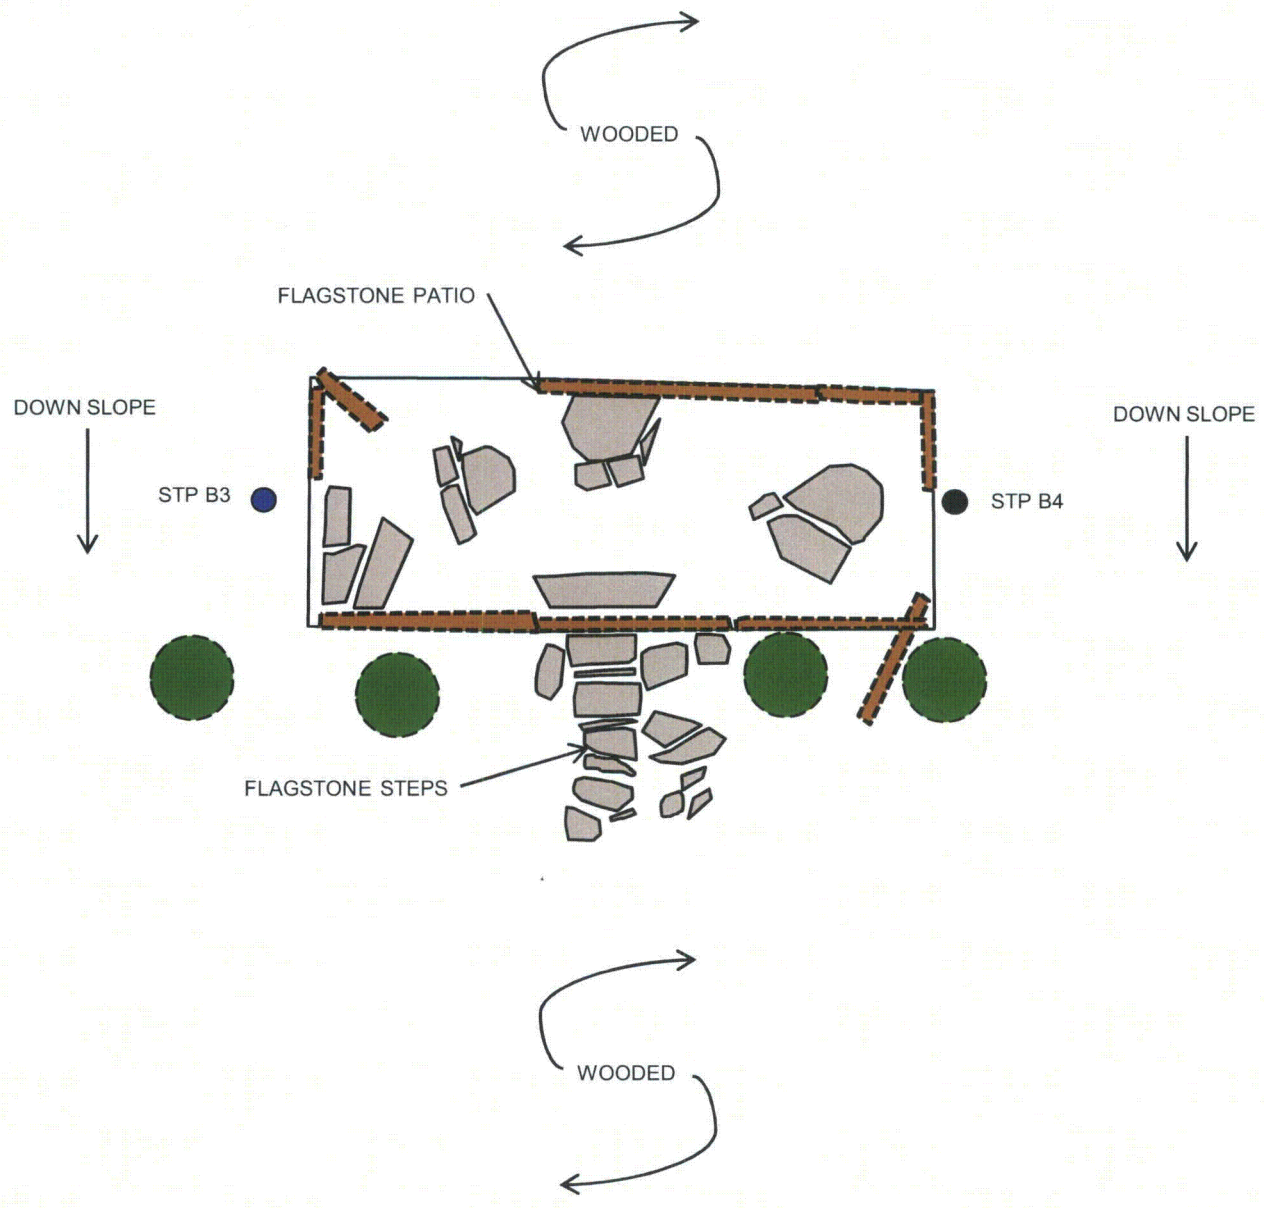 WOODED
FLAGSTONE PATIO
DOWN SLOPE
DOWN SLOPE
STP B3
STP B4
FLAGSTONE STEPS
WOODED